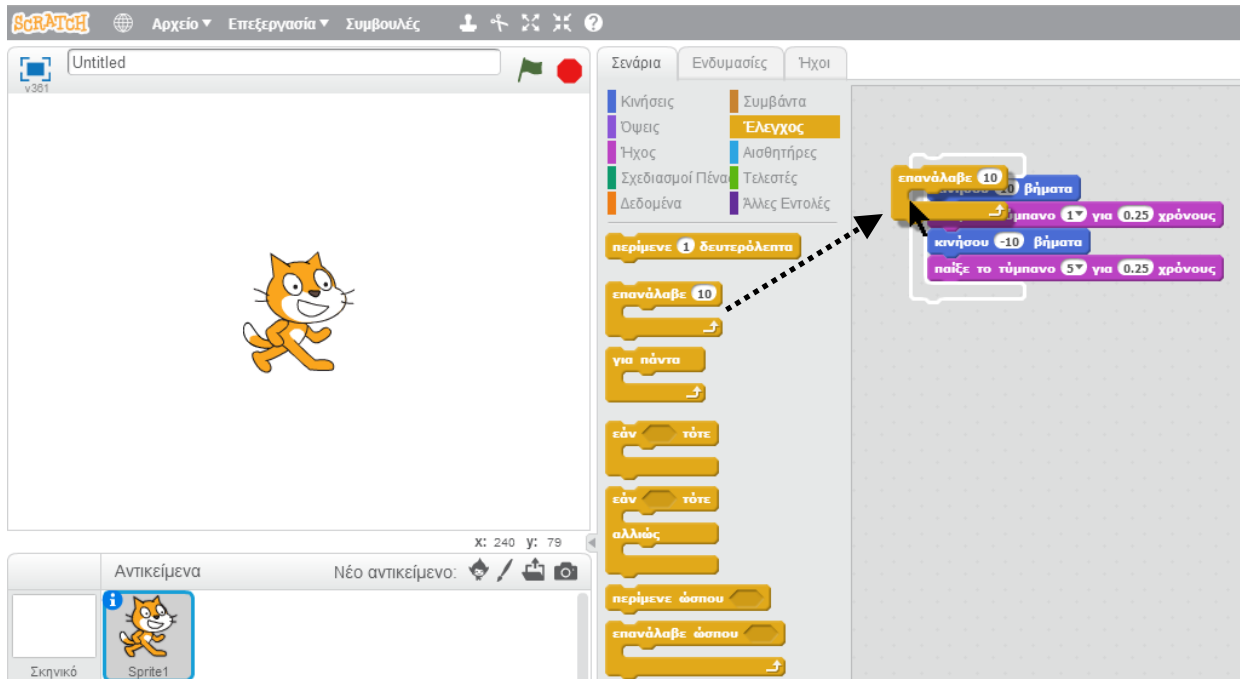 SCRATCH Αρχείο Επεξεργασία Συμβουλές ?
Untitled
v361
Σενάρια Ενδυμασίες Ήχοι
Κινήσεις Συμβάντα
Όψεις Έλεγχος
Ήχος Αισθητήρες
Σχεδιασμοί Πένα Τελεστές
Δεδομένα Άλλες Εντολές
περίμενε 1 δευτερόλεπτα
επανάλαβε 10
για πάντα
εάν τότε
εάν τότε
αλλιώς
περίμενε ώσπου
επανάλαβε ώσπου
επανάλαβε 10
βήματα
1 για 0.25 χρόνους
κινήσου -10 βήματα
παίξε το τύμπανο 5 για 0.25 χρόνους
x: 240 y: 79
Αντικείμενα Νέο αντικείμενο:
Σκηνικό Sprite1